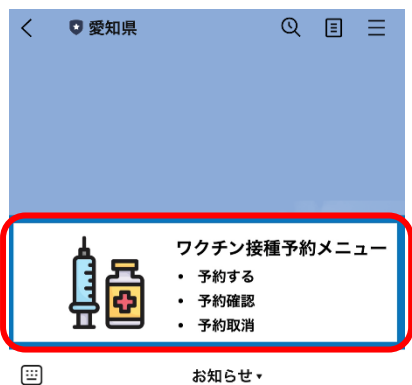 愛知県
ワクチン接種予約メニュー
• 予約する
• 予約確認
• 予約取消
お知らせ▾